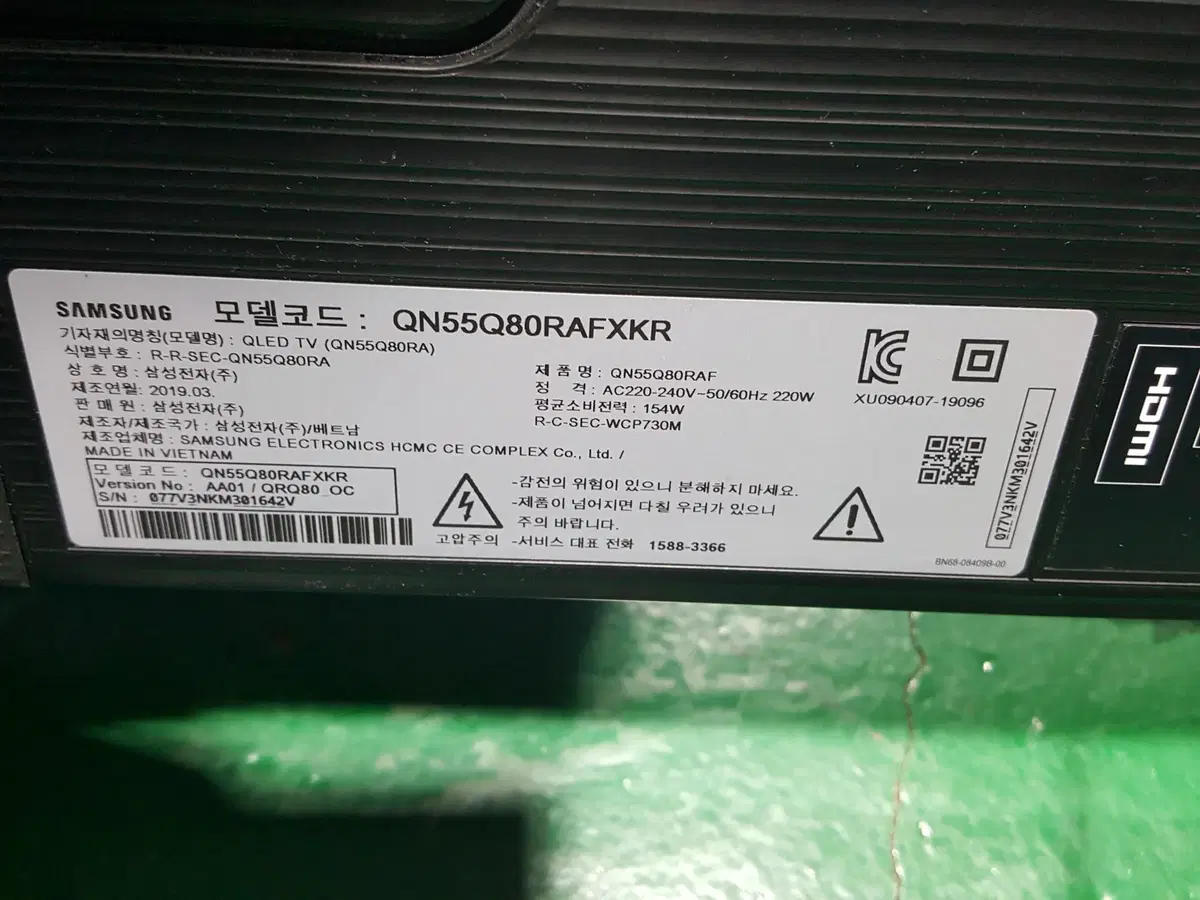 SAMSUNG 모델코드 : QN55Q80RAFXKR
기자재의명칭(모델명) : QLED TV (QN55Q80RA)
식별부호 : R-R-SEC-QN55Q80RA
상 호 명 : 삼성전자(주)
제조연월: 2019.03.
판 매 원 : 삼성전자(주)
제조자/제조국가 : 삼성전자(주)/베트남
제조업체명 : SAMSUNG ELECTRONICS HCMC CE COMPLEX Co., Ltd. /
MADE IN VIETNAM
제 품 명 : QN55Q80RAF
정 격 : AC220-240V~50/60Hz 220W
평균소비전력 : 154W
R-C-SEC-WCP730M
XU090407-19096
모 델 코 드 : QN55Q80RAFXKR
Version No : AA01 / QRQ80_OC
S/N : 077V3NKM301642V
고압주의
-감전의 위험이 있으니 분해하지 마세요.
-제품이 넘어지면 다칠 우려가 있으니
주의 바랍니다.
-서비스 대표 전화 1588-3366
077V3NKM301642V
BN68-08409B-00
HDMI